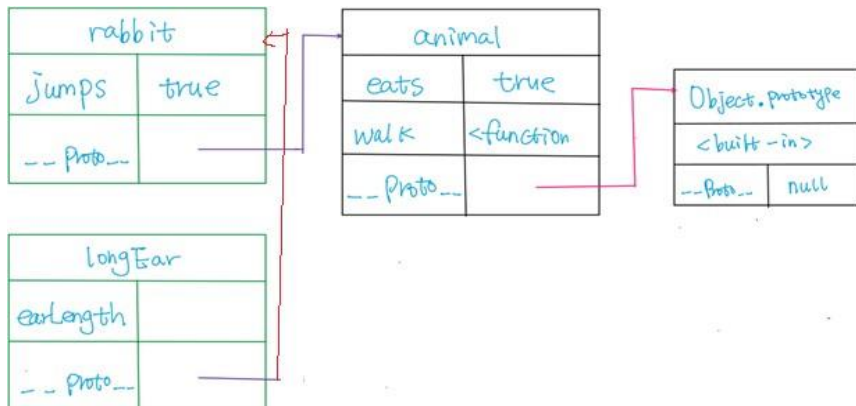 rabbit
jumps true
__proto__
longEar
earLength
__proto__
animal
eats true
walk <function
__proto__
Object.prototype
<built-in>
__Proto__ null